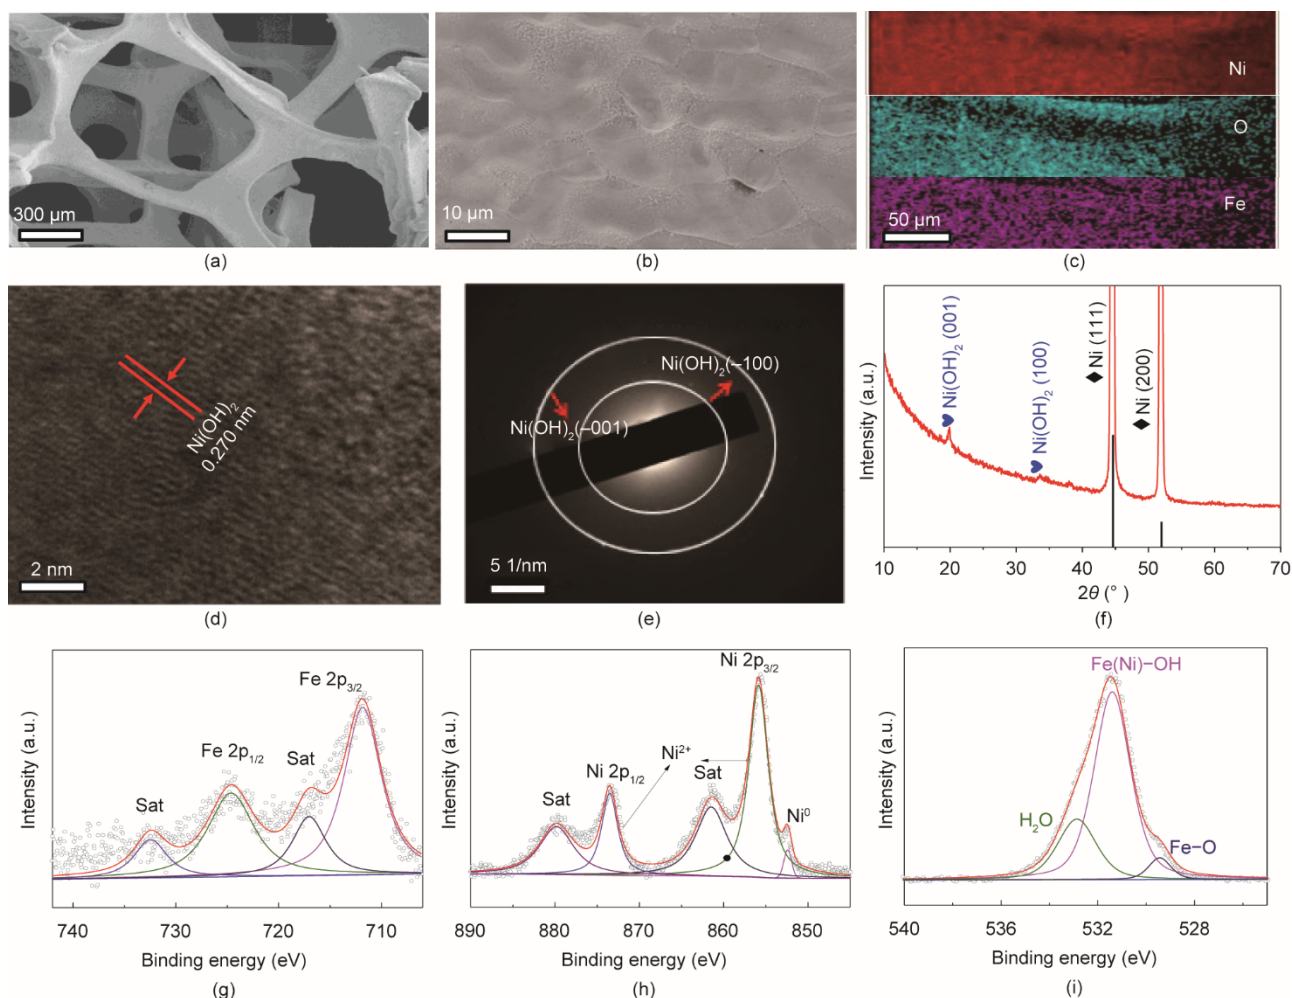 300 μm
(a)
10 μm
(b)
Ni
O
Fe
50 μm
(c)
Ni(OH)₂
0.270 nm
2 nm
(d)
Ni(OH)₂(−100)
Ni(OH)₂(−001)
5 1/nm
(e)
Intensity (a.u.)
Ni(OH)₂ (001)
Ni(OH)₂ (100)
◆ Ni (111)
◆ Ni (200)
10 20 30 40 50 60 70
2θ (°)
(f)
Intensity (a.u.)
Sat
Fe 2p₁/₂
Sat
Fe 2p₃/₂
740 730 720 710
Binding energy (eV)
(g)
Intensity (a.u.)
Sat
Ni 2p₁/₂
Ni²⁺
Sat
Ni 2p₃/₂
Ni⁰
890 880 870 860 850
Binding energy (eV)
(h)
Intensity (a.u.)
Fe(Ni)−OH
H₂O
Fe−O
540 536 532 528
Binding energy (eV)
(i)